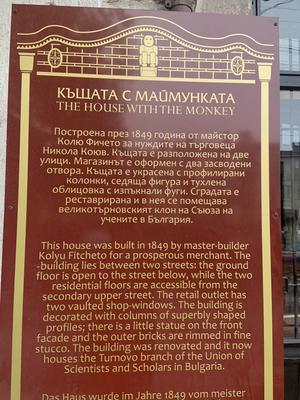 КЪЩАТА С МАЙМУНКАТА
THE HOUSE WITH THE MONKEY
Построена през 1849 година от майстор
Колю Фичето за нуждите на търговеца
Никола Коюв. Къщата е разположена на две
улици. Магазинът е оформен с два засводени
отвора. Къщата е украсена с профилирани
колонки, седяща фигура и тухлена
облицовка с изпъкнали фуги. Сградата е
реставрирана и в нея се помещава
великотърновският клон на Съюза на
учените в България.
This house was built in 1849 by master-builder
Kolyu Fitcheto for a prosperous merchant. The
building lies between two streets: the ground
floor is open to the street below, while the two
residential floors are accessible from the
secondary upper street. The retail outlet has
two vaulted shop-windows. The building is
decorated with columns of superbly shaped
profiles; there is a little statue on the front
facade and the outer bricks are rimmed in fine
stucco. The building was renovated and it now
houses the Turnovo branch of the Union of
Scientists and Scholars in Bulgaria.
Das Haus wurde im Jahre 1849 vom meister